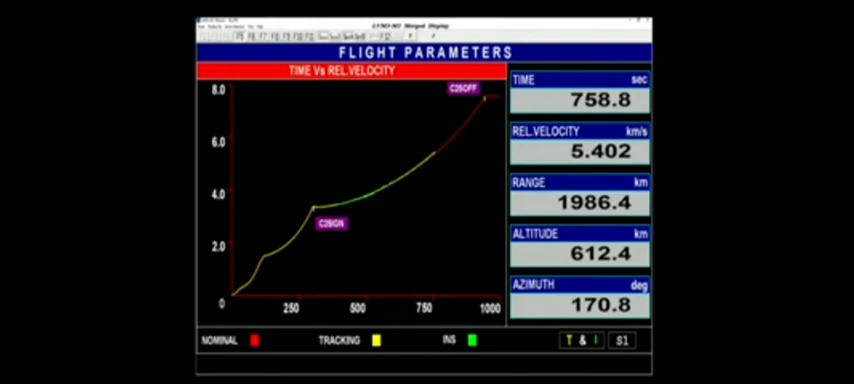 LVM3-M3 Merged Display
FLIGHT PARAMETERS
TIME Vs REL.VELOCITY
8.0
C25OFF
6.0
4.0
C25IGN
2.0
0
250
500
750
1000
TIME sec
758.8
REL.VELOCITY km/s
5.402
RANGE km
1986.4
ALTITUDE km
612.4
AZIMUTH deg
170.8
NOMINAL
TRACKING
INS
T & I
S1